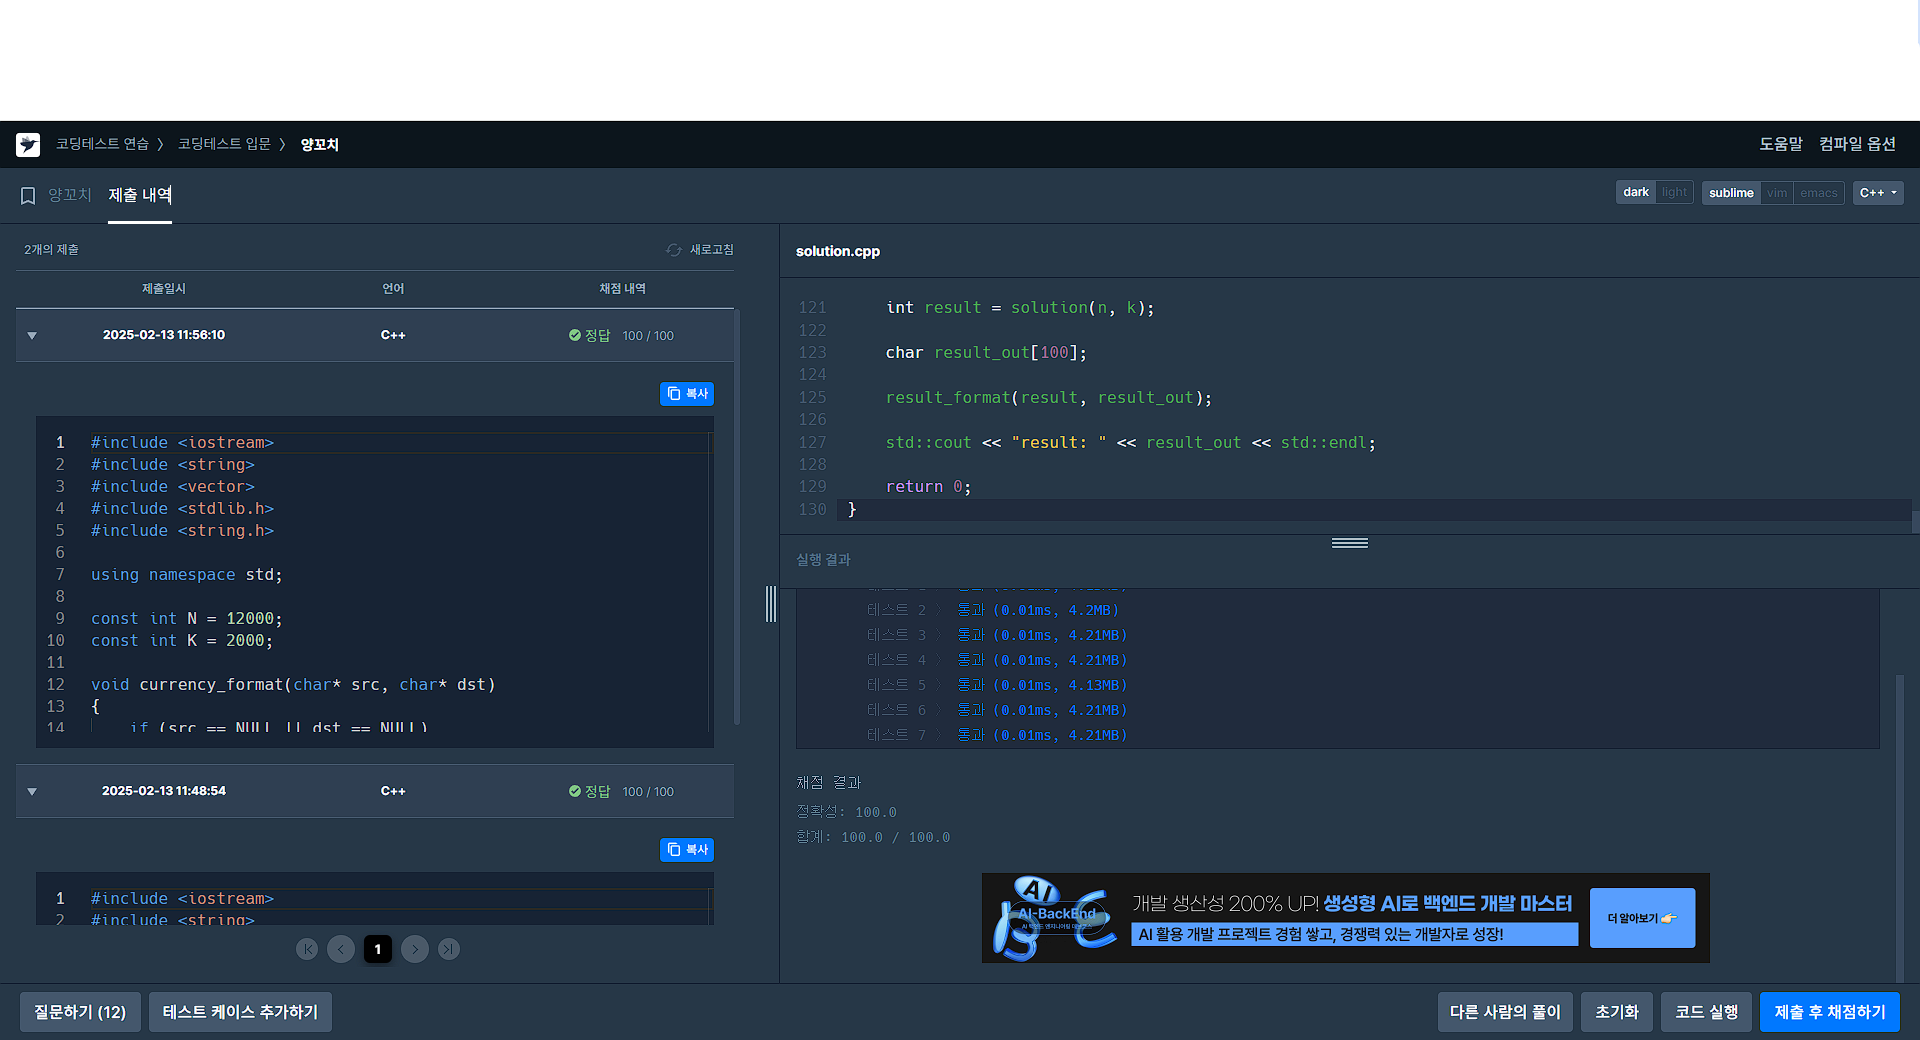 코딩테스트 연습 〉 코딩테스트 입문 〉 양꼬치
도움말 컴파일 옵션
양꼬치 제출 내역
dark light sublime vim emacs C++
2개의 제출 새로고침
제출일시 언어 채점 내역
2025-02-13 11:56:10 C++ 정답 100 / 100
복사
1 #include <iostream>
2 #include <string>
3 #include <vector>
4 #include <stdlib.h>
5 #include <string.h>
6
7 using namespace std;
8
9 const int N = 12000;
10 const int K = 2000;
11
12 void currency_format(char* src, char* dst)
13 {
14 if (src == NULL || dst == NULL)
2025-02-13 11:48:54 C++ 정답 100 / 100
복사
1 #include <iostream>
2 #include <string>
1
solution.cpp
121 int result = solution(n, k);
122
123 char result_out[100];
124
125 result_format(result, result_out);
126
127 std::cout << "result: " << result_out << std::endl;
128
129 return 0;
130 }
실행 결과
테스트 2 〉 통과 (0.01ms, 4.2MB)
테스트 3 〉 통과 (0.01ms, 4.21MB)
테스트 4 〉 통과 (0.01ms, 4.21MB)
테스트 5 〉 통과 (0.01ms, 4.13MB)
테스트 6 〉 통과 (0.01ms, 4.21MB)
테스트 7 〉 통과 (0.01ms, 4.21MB)
채점 결과
정확성: 100.0
합계: 100.0 / 100.0
AI
AI-BackEnd
개발 생산성 200% UP! 생성형 AI로 백엔드 개발 마스터
AI 활용 개발 프로젝트 경험 쌓고, 경쟁력 있는 개발자로 성장!
더 알아보기 👉
질문하기 (12) 테스트 케이스 추가하기
다른 사람의 풀이 초기화 코드 실행 제출 후 채점하기